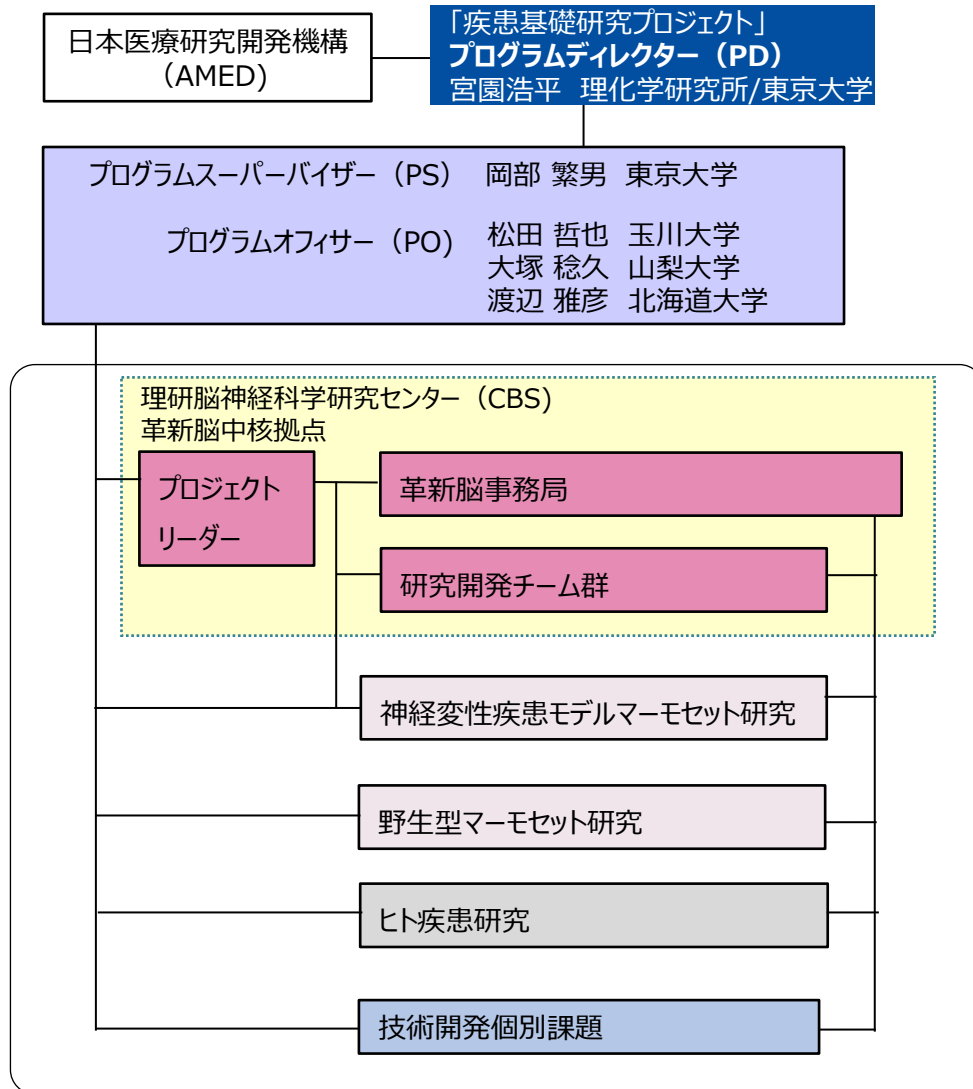 日本医療研究開発機構
（AMED)
「疾患基礎研究プロジェクト」
プログラムディレクター（PD）
宮園浩平 理化学研究所/東京大学
プログラムスーパーバイザー（PS） 岡部 繁男 東京大学
プログラムオフィサー（PO) 松田 哲也 玉川大学
大塚 稔久 山梨大学
渡辺 雅彦 北海道大学
理研脳神経科学研究センター（CBS)
革新脳中核拠点
プロジェクト
リーダー
革新脳事務局
研究開発チーム群
神経変性疾患モデルマーモセット研究
野生型マーモセット研究
ヒト疾患研究
技術開発個別課題